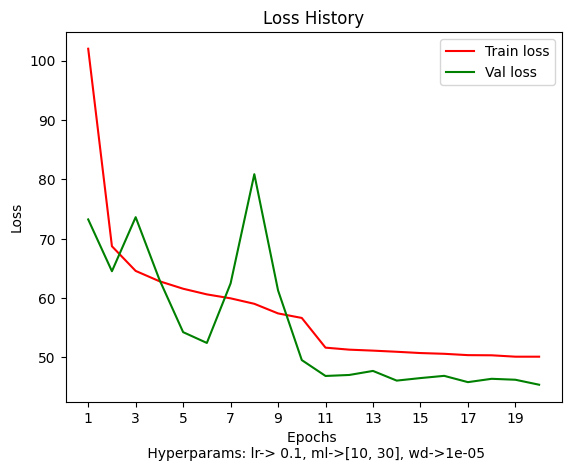 Loss History
Train loss
Val loss
Loss
100
90
80
70
60
50
1 3 5 7 9 11 13 15 17 19
Epochs
Hyperparams: lr-> 0.1, ml->[10, 30], wd->1e-05